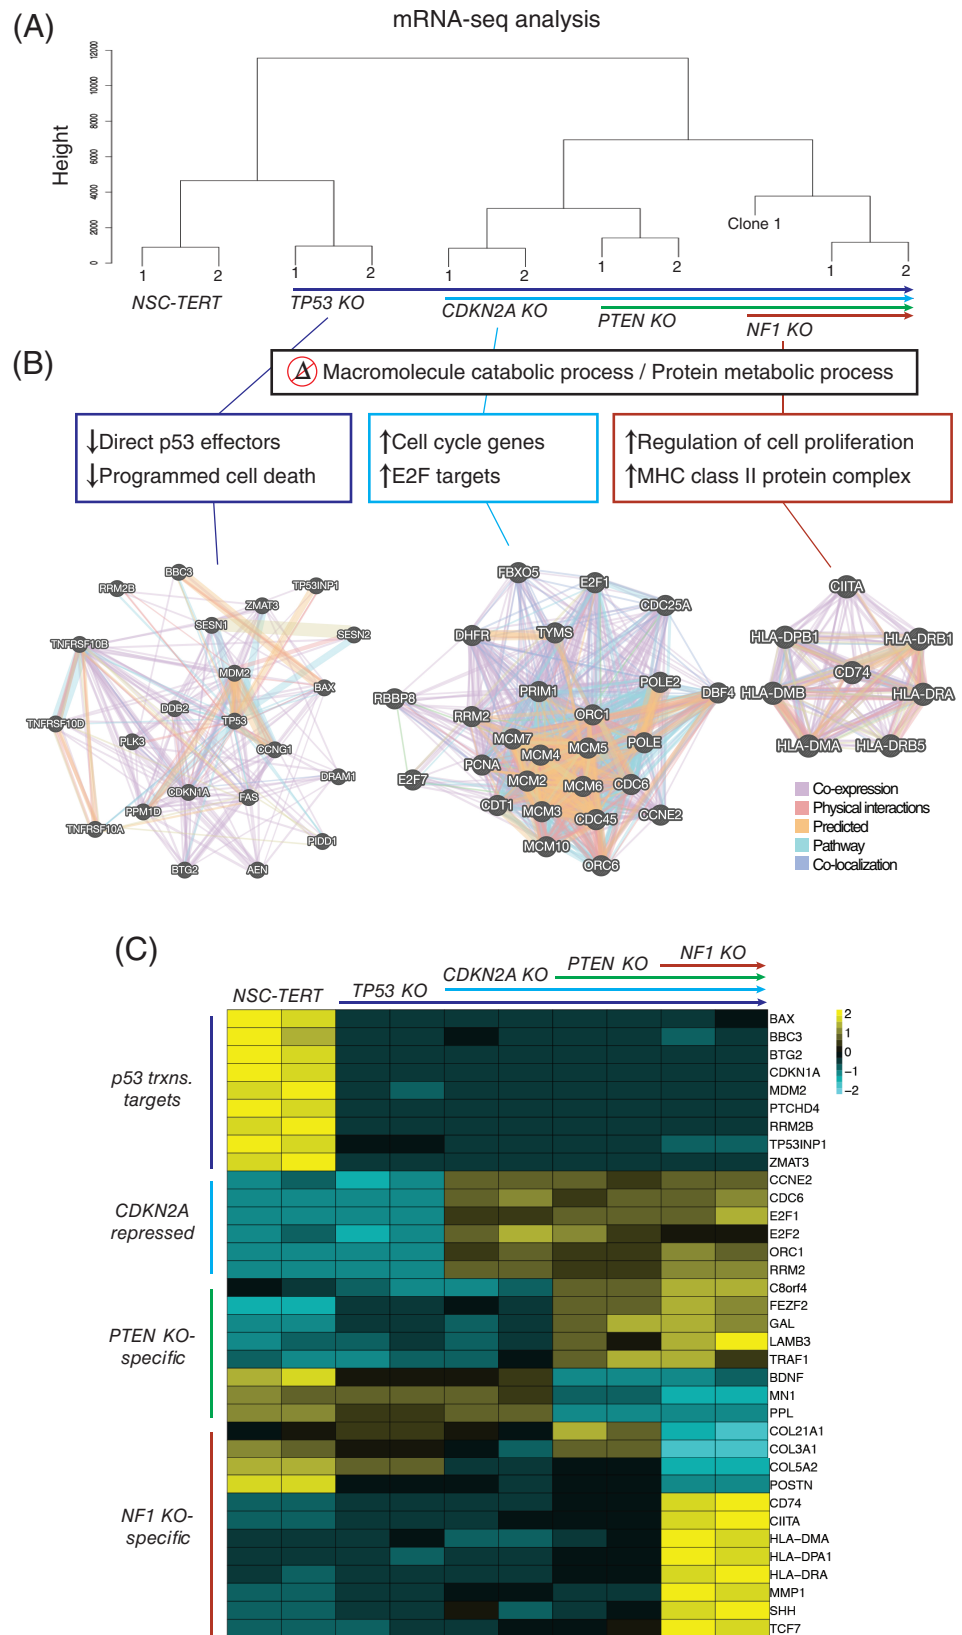 (A)
mRNA-seq analysis
Height
12000
10000
8000
6000
4000
2000
0
Clone 1
1 2 1 2 1 2 1 2 1 2
NSC-TERT
TP53 KO
CDKN2A KO
PTEN KO
NF1 KO
(B)
Δ Macromolecule catabolic process / Protein metabolic process
↓Direct p53 effectors
↓Programmed cell death
↑Cell cycle genes
↑E2F targets
↑Regulation of cell proliferation
↑MHC class II protein complex
BBC3
RRM2B
TP53INP1
ZMAT3
SESN1
SESN2
TNFRSF10B
MDM2
BAX
DDB2
TP53
TNFRSF10D
PLK3
CCNG1
DRAM1
CDKN1A
FAS
PPM1D
TNFRSF10A
PIDD1
BTG2
AEN
FBXO5
E2F1
CDC25A
DHFR
TYMS
POLE2
PRIM1
DBF4
RBBP8
RRM2
ORC1
MCM7
MCM4
MCM5
POLE
PCNA
E2F7
MCM2
MCM6
CDC6
CDT1
MCM3
CDC45
CCNE2
MCM10
ORC6
CIITA
HLA-DPB1
HLA-DRB1
CD74
HLA-DMB
HLA-DRA
HLA-DMA
HLA-DRB5
Co-expression
Physical interactions
Predicted
Pathway
Co-localization
(C)
NSC-TERT
TP53 KO
CDKN2A KO
PTEN KO
NF1 KO
p53 trxns.
targets
CDKN2A
repressed
PTEN KO-
specific
NF1 KO-
specific
BAX
BBC3
BTG2
CDKN1A
MDM2
PTCHD4
RRM2B
TP53INP1
ZMAT3
CCNE2
CDC6
E2F1
E2F2
ORC1
RRM2
C8orf4
FEZF2
GAL
LAMB3
TRAF1
BDNF
MN1
PPL
COL21A1
COL3A1
COL5A2
POSTN
CD74
CIITA
HLA−DMA
HLA−DPA1
HLA−DRA
MMP1
SHH
TCF7
2
1
0
−1
−2